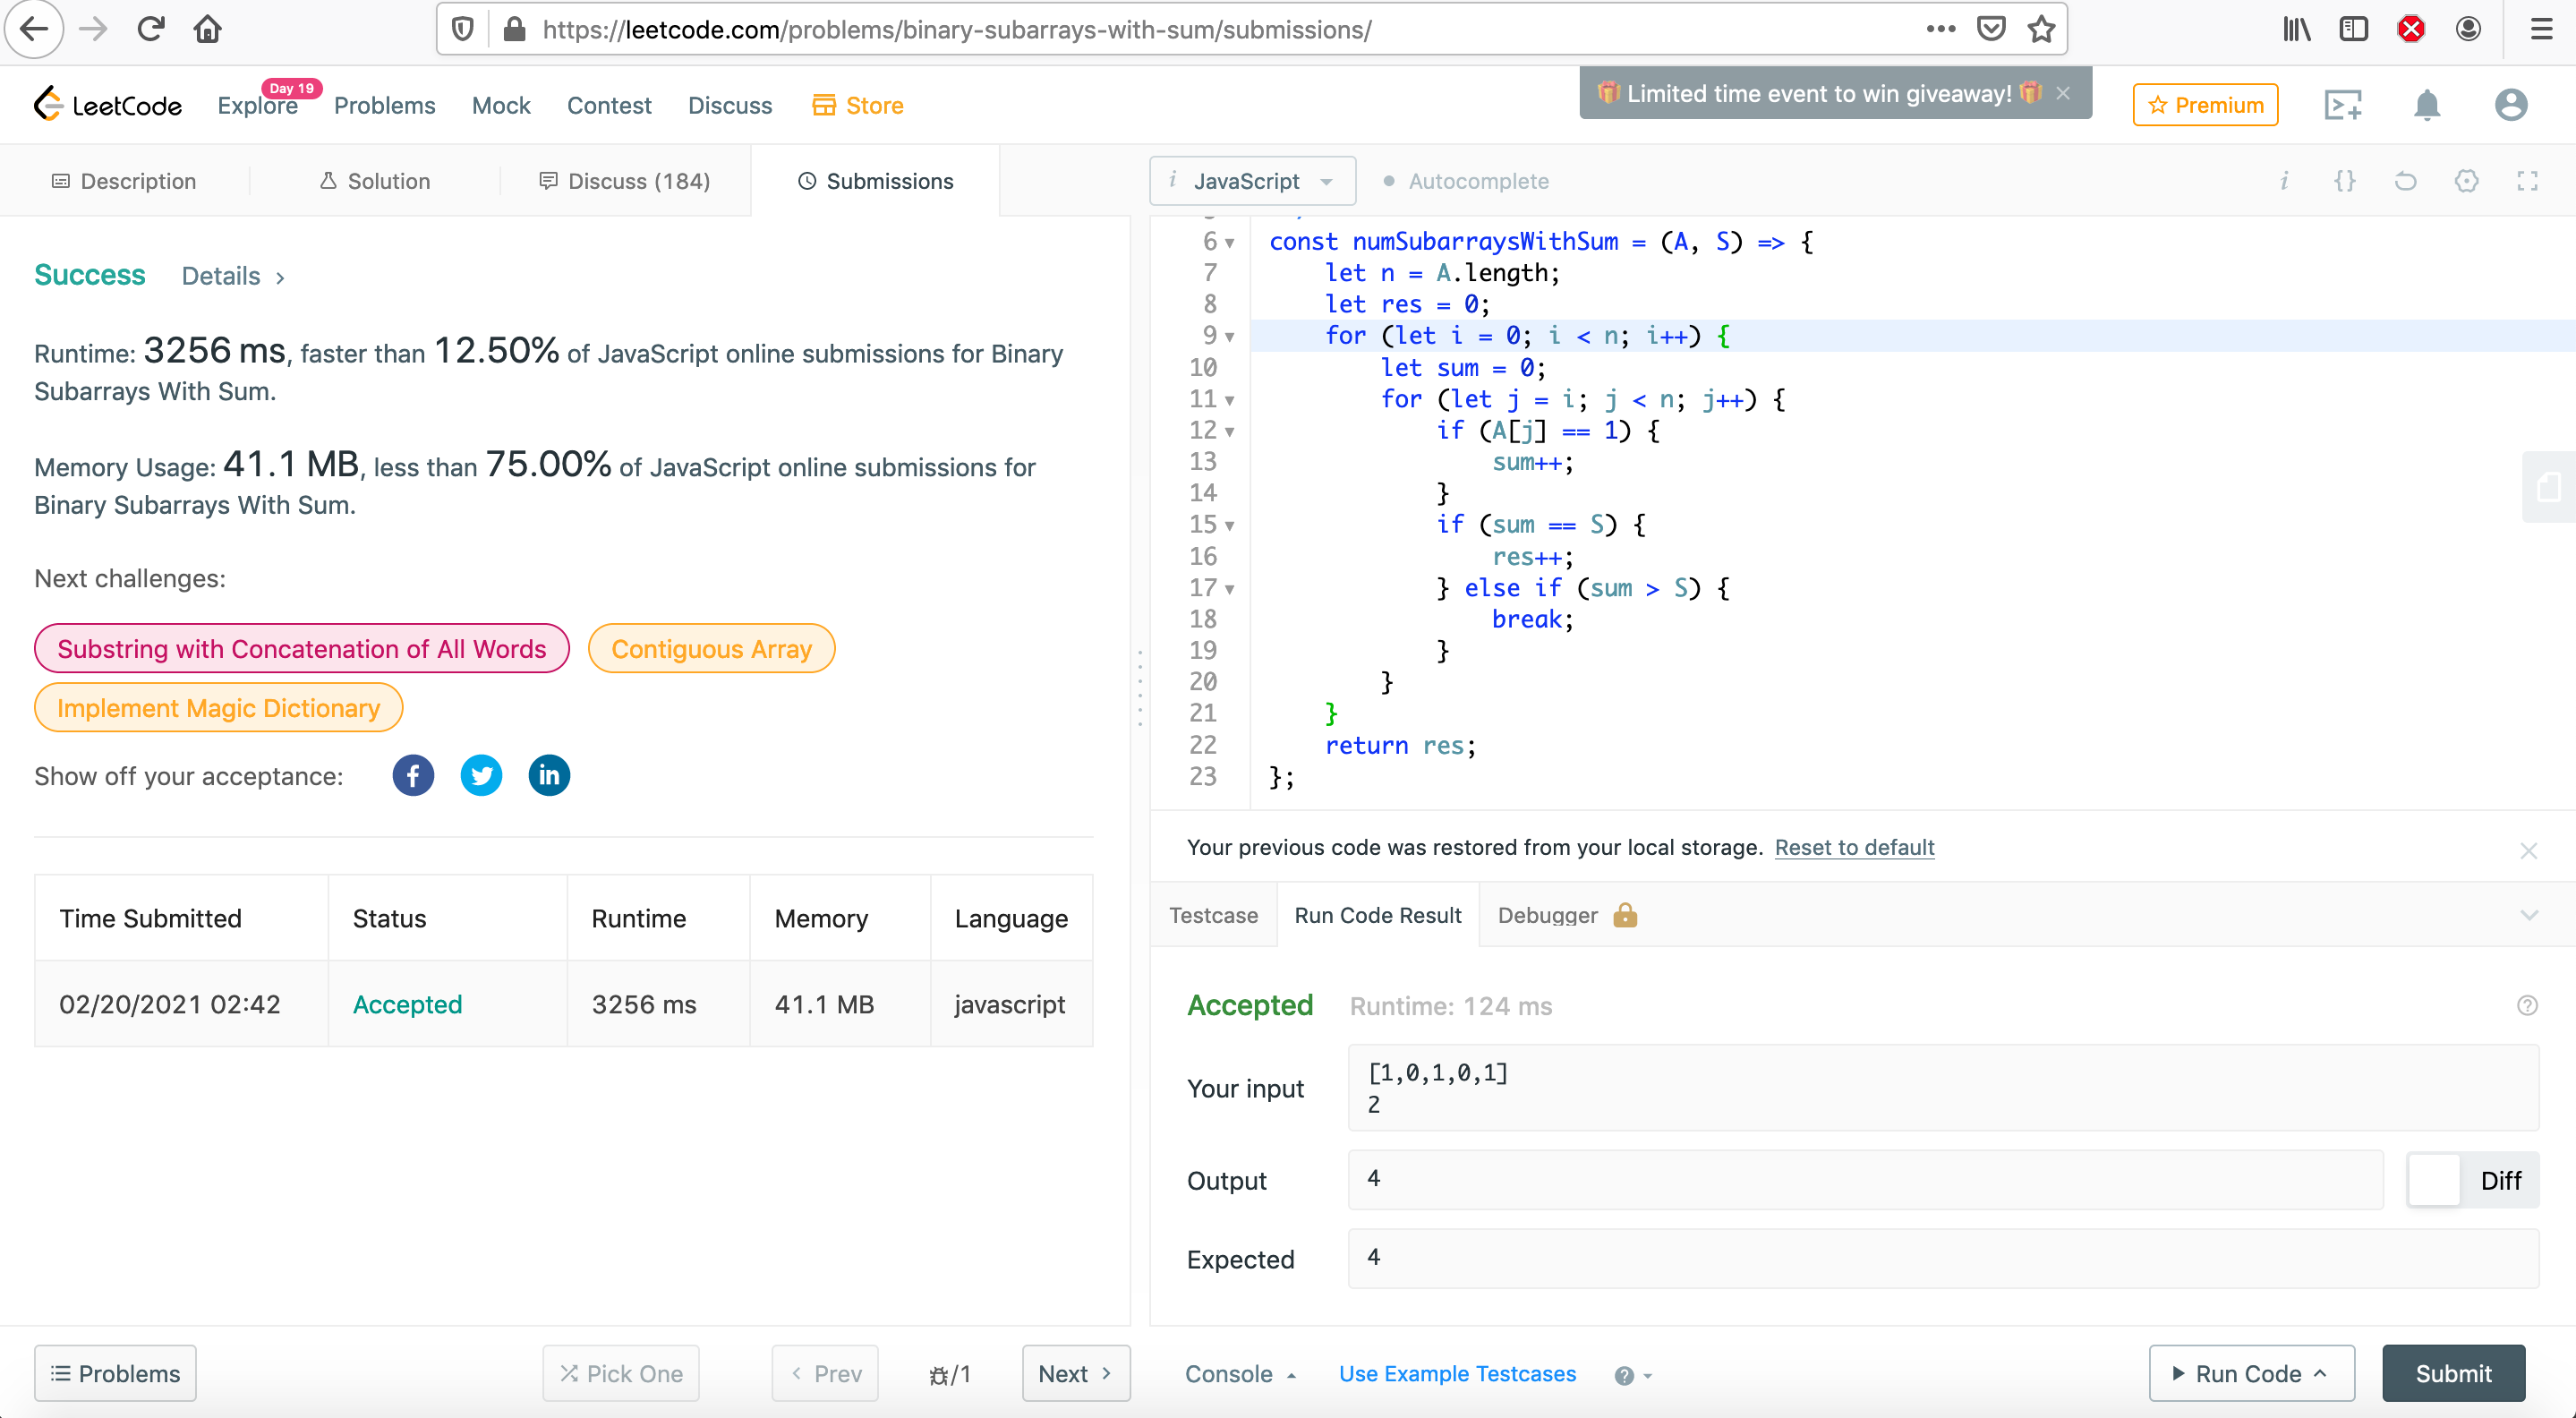 https://leetcode.com/problems/binary-subarrays-with-sum/submissions/
LeetCode
Explore
Day 19
Problems
Mock
Contest
Discuss
Store
🎁 Limited time event to win giveaway! 🎁
Premium
Description
Solution
Discuss (184)
Submissions
i JavaScript
Autocomplete
Success Details >
Runtime: 3256 ms, faster than 12.50% of JavaScript online submissions for Binary
Subarrays With Sum.
Memory Usage: 41.1 MB, less than 75.00% of JavaScript online submissions for
Binary Subarrays With Sum.
Next challenges:
Substring with Concatenation of All Words
Contiguous Array
Implement Magic Dictionary
Show off your acceptance:
Time Submitted Status Runtime Memory Language
02/20/2021 02:42 Accepted 3256 ms 41.1 MB javascript
6 const numSubarraysWithSum = (A, S) => {
7 let n = A.length;
8 let res = 0;
9 for (let i = 0; i < n; i++) {
10 let sum = 0;
11 for (let j = i; j < n; j++) {
12 if (A[j] == 1) {
13 sum++;
14 }
15 if (sum == S) {
16 res++;
17 } else if (sum > S) {
18 break;
19 }
20 }
21 }
22 return res;
23 };
Your previous code was restored from your local storage. Reset to default
Testcase
Run Code Result
Debugger
Accepted Runtime: 124 ms
Your input
[1,0,1,0,1]
2
Output
4
Diff
Expected
4
Problems
Pick One
< Prev
/1
Next >
Console
Use Example Testcases
Run Code
Submit